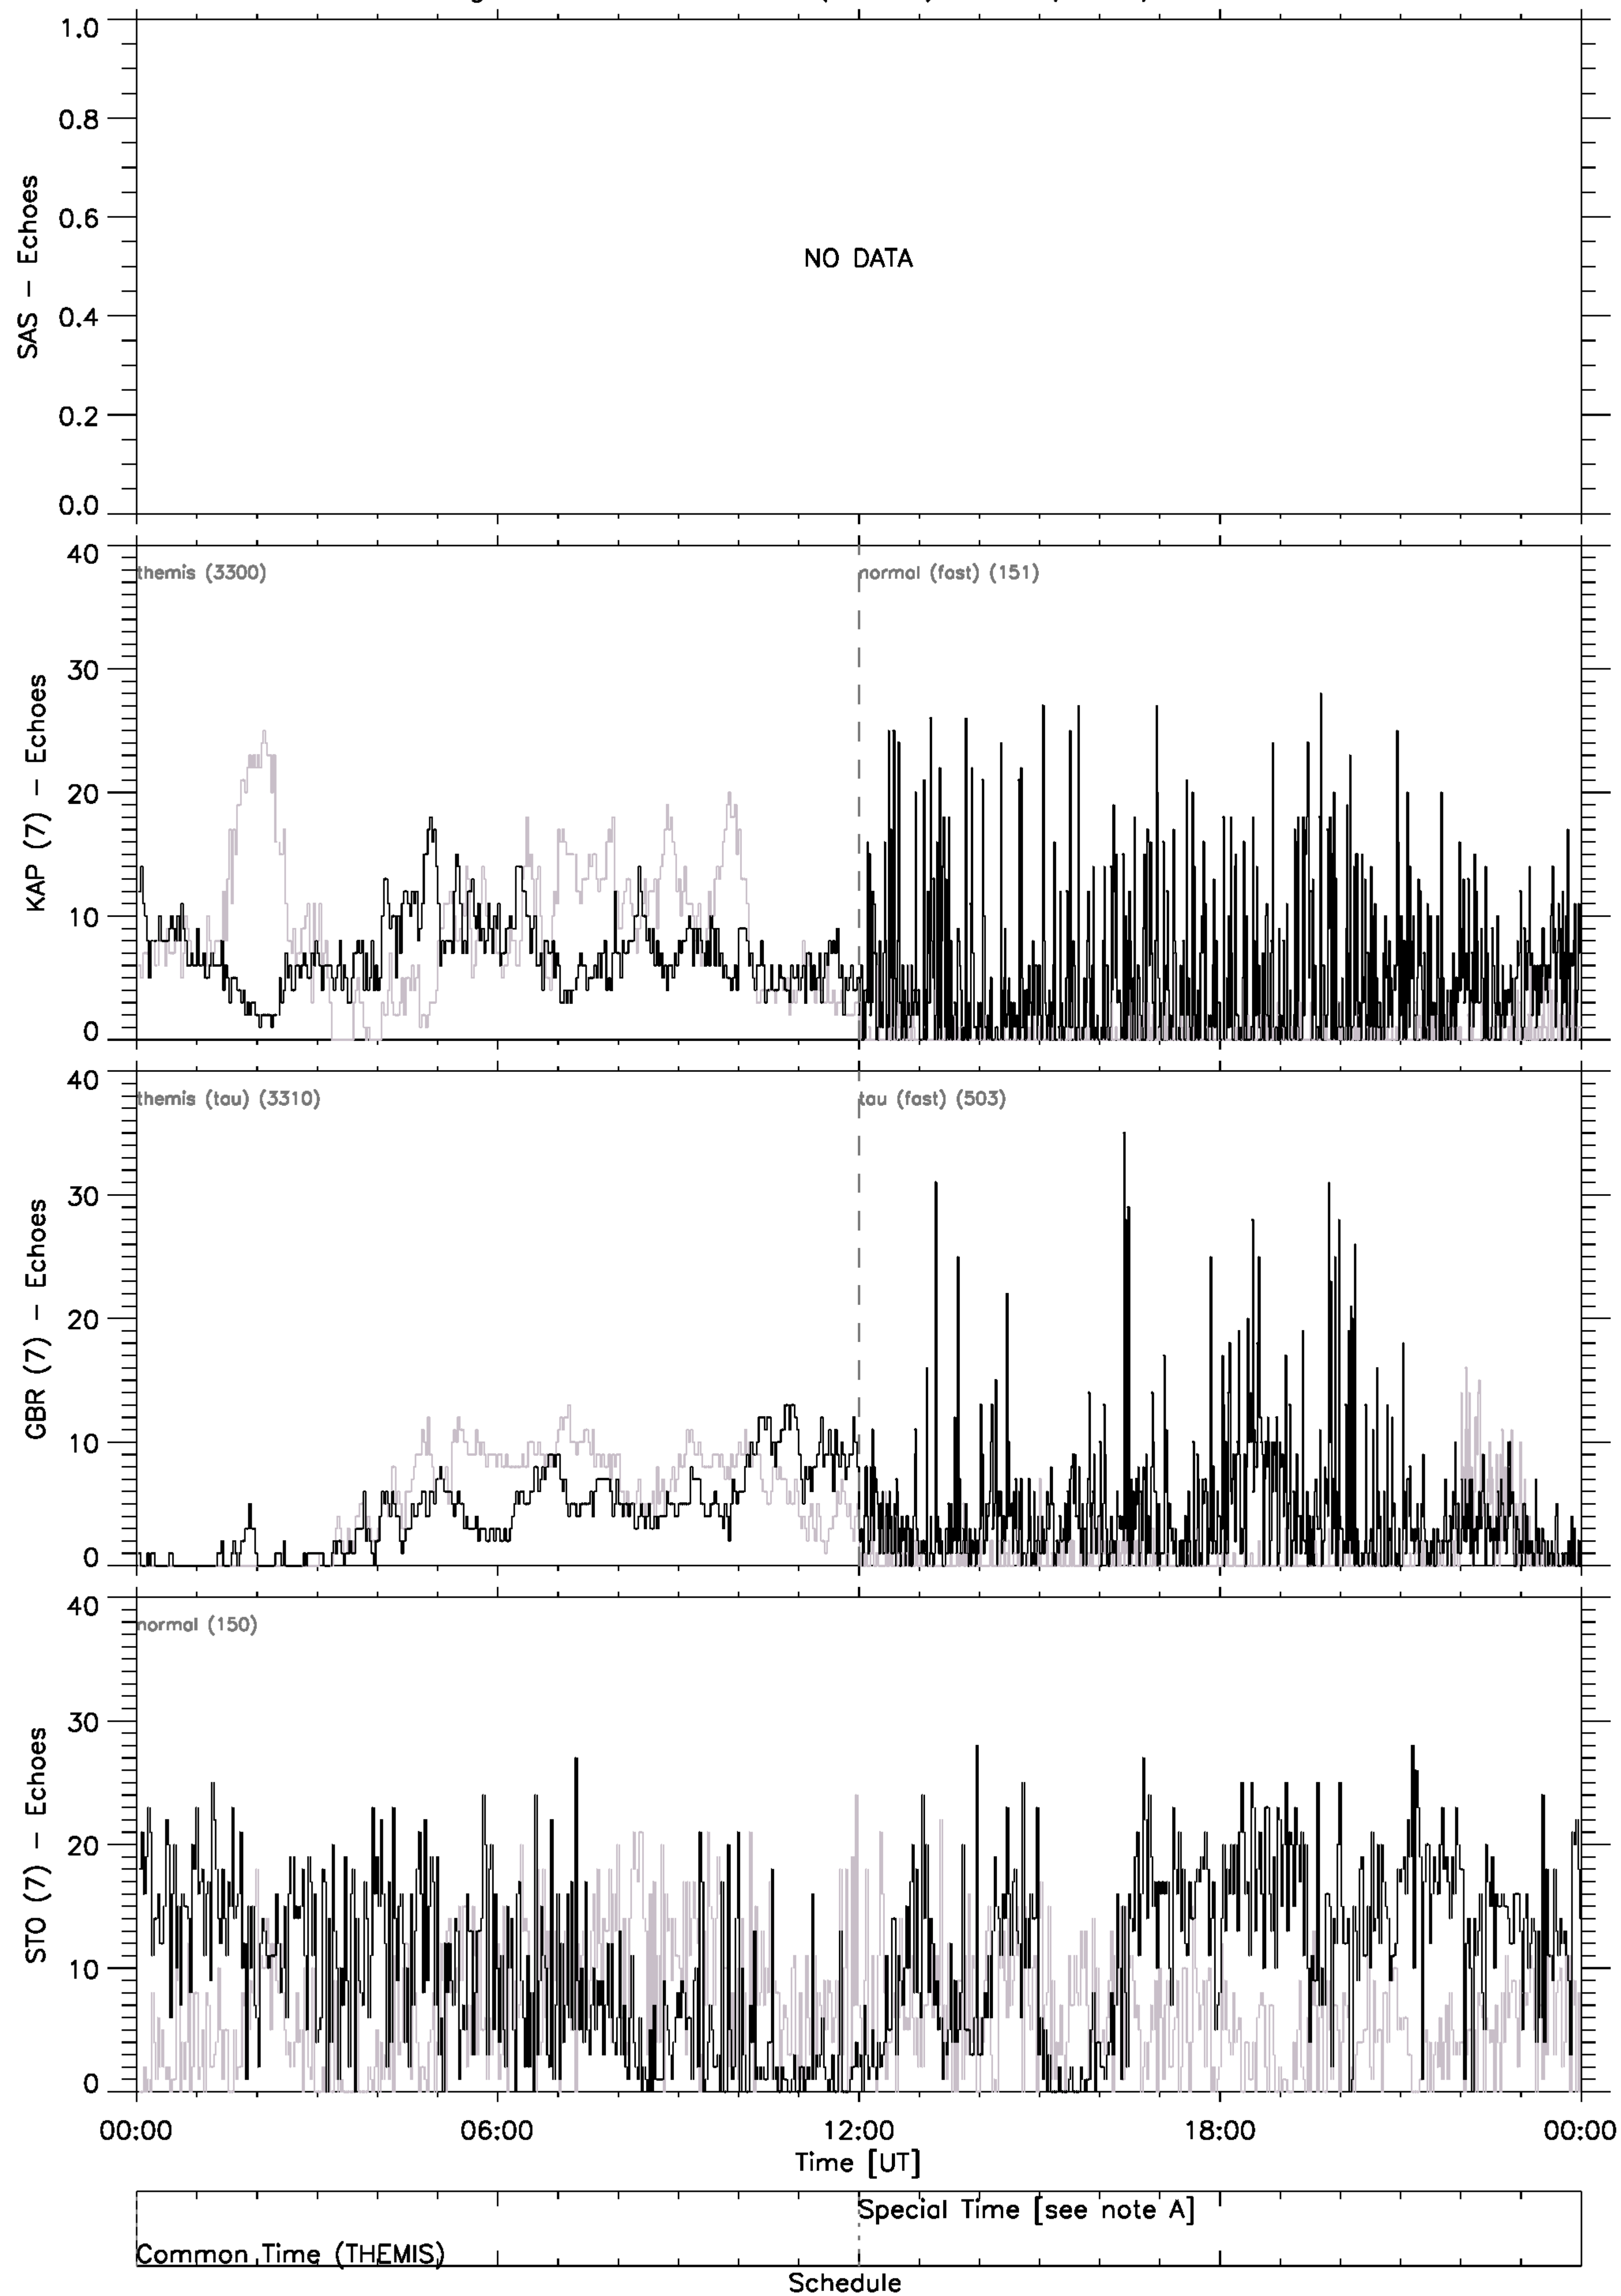 1.0
0.8
0.6
0.4
0.2
0.0
SAS - Echoes
NO DATA
40
30
20
10
0
KAP (7) - Echoes
themis (3300)
normal (fast) (151)
40
30
20
10
0
GBR (7) - Echoes
themis (tau) (3310)
tau (fast) (503)
40
30
20
10
0
STO (7) - Echoes
normal (150)
00:00 06:00 12:00 18:00 00:00
Time [UT]
Special Time [see note A]
Common Time (THEMIS)
Schedule